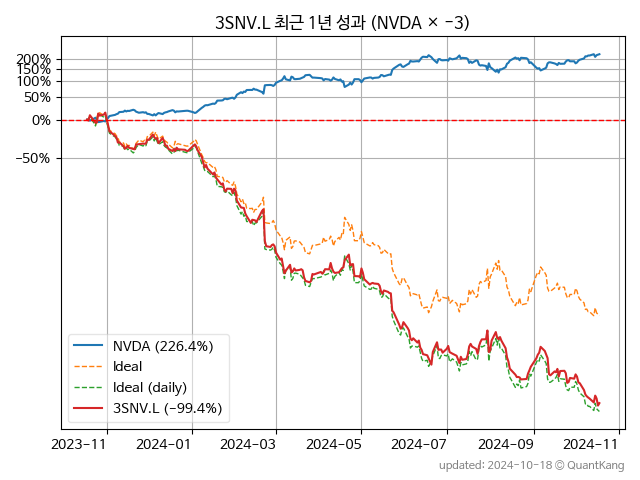 3SNV.L 최근 1년 성과 (NVDA × −3)
200%
150%
100%
50%
0%
−50%
NVDA (226.4%)
Ideal
Ideal (daily)
3SNV.L (−99.4%)
2023-11
2024-01
2024-03
2024-05
2024-07
2024-09
2024-11
updated: 2024-10-18 © QuantKang